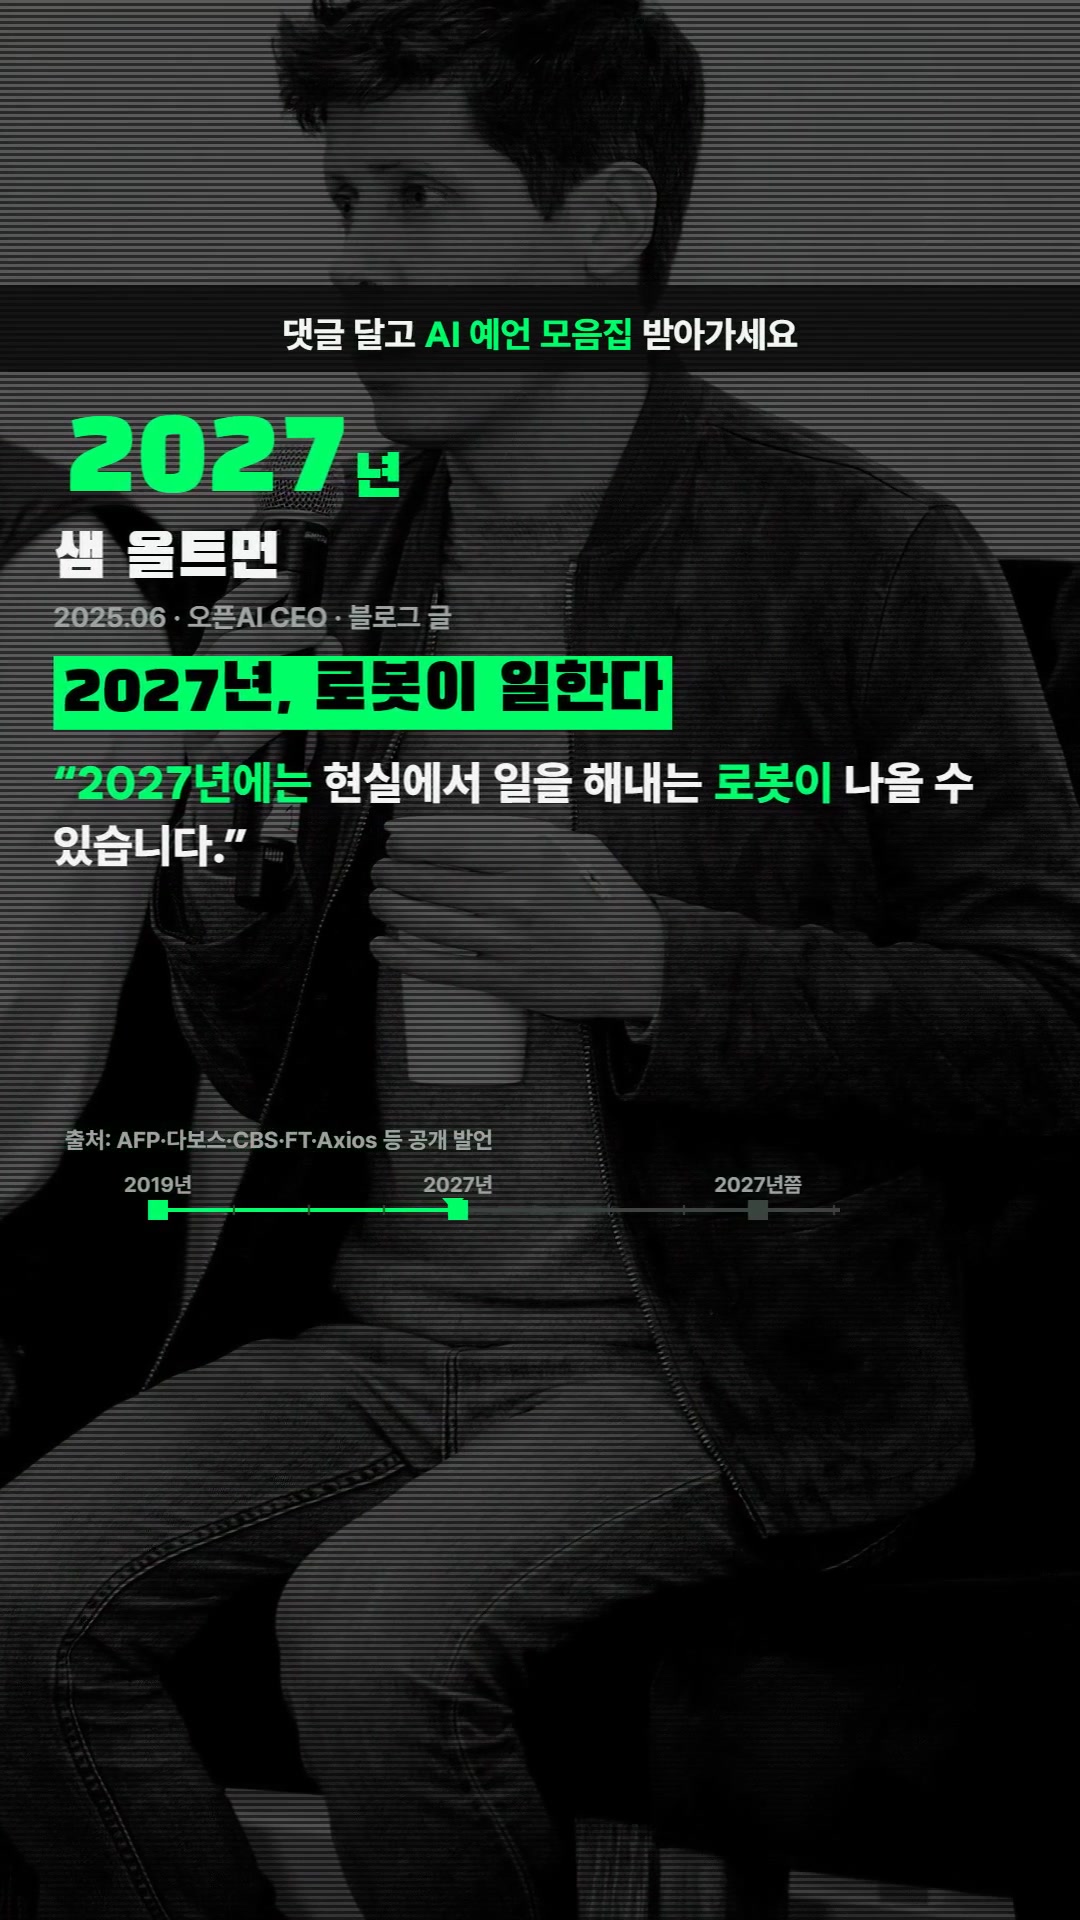 댓글 달고 AI 예언 모음집 받아가세요
2027년
샘 올트먼
2025.06 · 오픈AI CEO · 블로그 글
2027년, 로봇이 일한다
“2027년에는 현실에서 일을 해내는 로봇이 나올 수
있습니다.”
출처: AFP·다보스·CBS·FT·Axios 등 공개 발언
2019년 2027년 2027년쯤